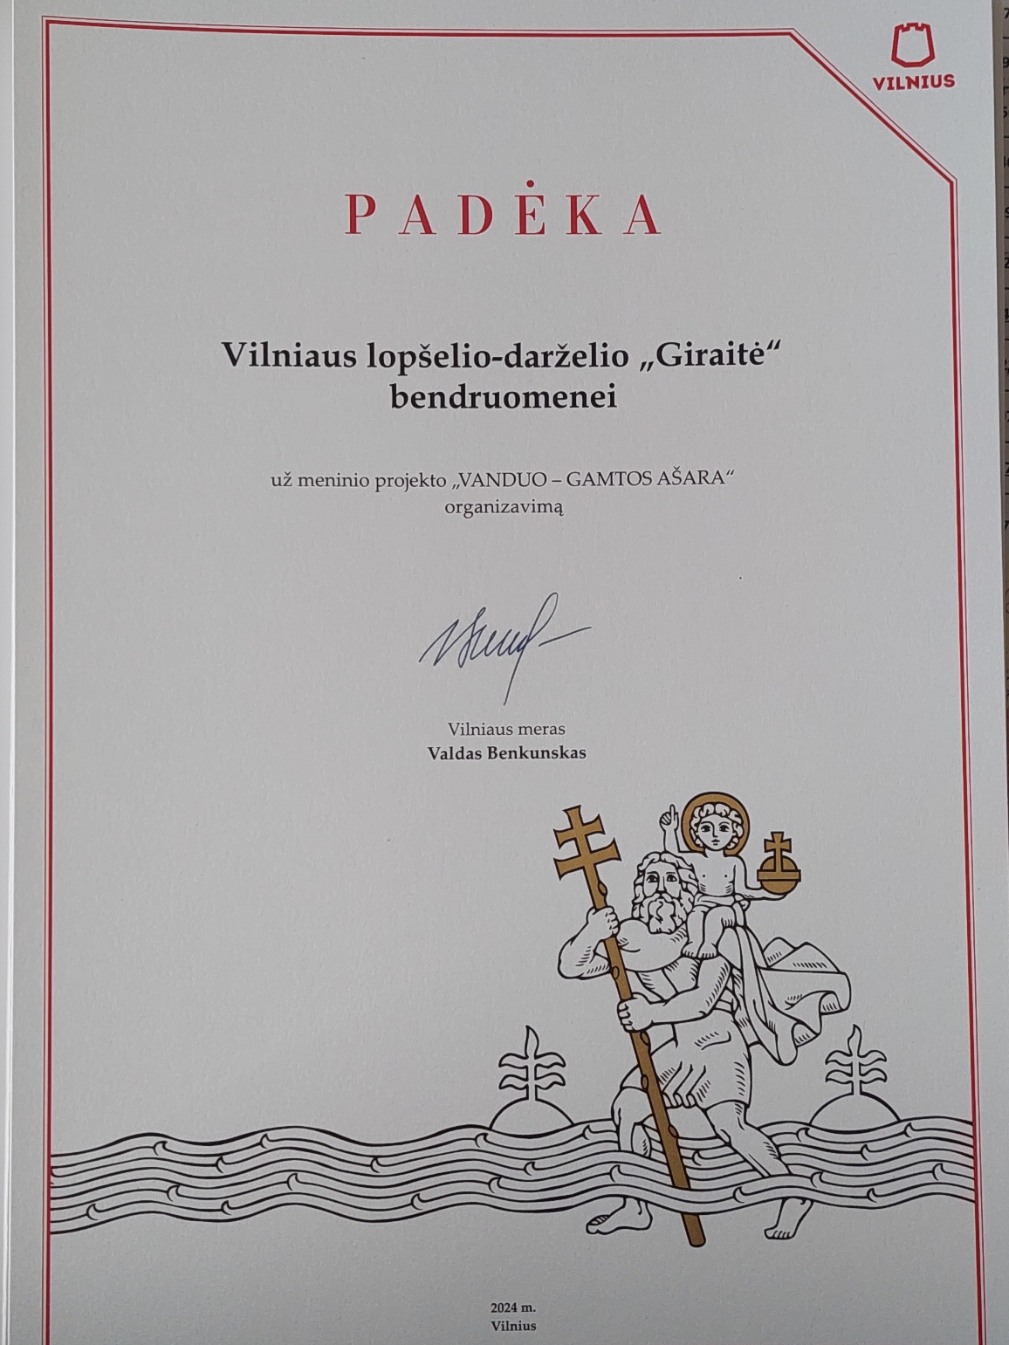 VILNIUS
PADĖKA
Vilniaus lopšelio-darželio „Giraitė“
bendruomenei
už meninio projekto „VANDUO – GAMTOS AŠARA“
organizavimą
Vilniaus meras
Valdas Benkunskas
2024 m.
Vilnius